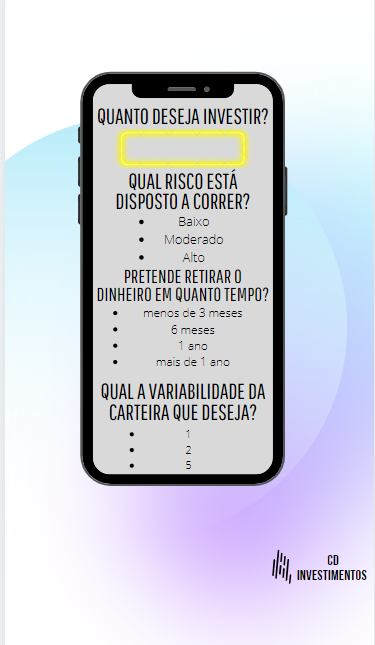 QUANTO DESEJA INVESTIR?
QUAL RISCO ESTÁ
DISPOSTO A CORRER?
• Baixo
• Moderado
• Alto
PRETENDE RETIRAR O
DINHEIRO EM QUANTO TEMPO?
• menos de 3 meses
• 6 meses
• 1 ano
• mais de 1 ano
QUAL A VARIABILIDADE DA
CARTEIRA QUE DESEJA?
• 1
• 2
• 5
CD
INVESTIMENTOS